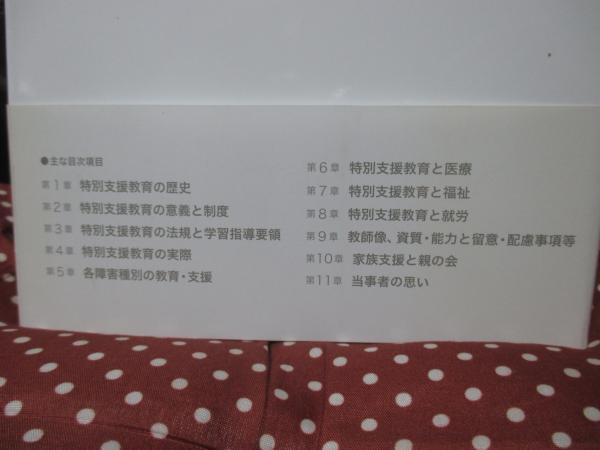 ●主な目次項目
第1章 特別支援教育の歴史
第2章 特別支援教育の意義と制度
第3章 特別支援教育の法規と学習指導要領
第4章 特別支援教育の実際
第5章 各障害種別の教育・支援
第6章 特別支援教育と医療
第7章 特別支援教育と福祉
第8章 特別支援教育と就労
第9章 教師像、資質・能力と留意・配慮事項等
第10章 家族支援と親の会
第11章 当事者の思い